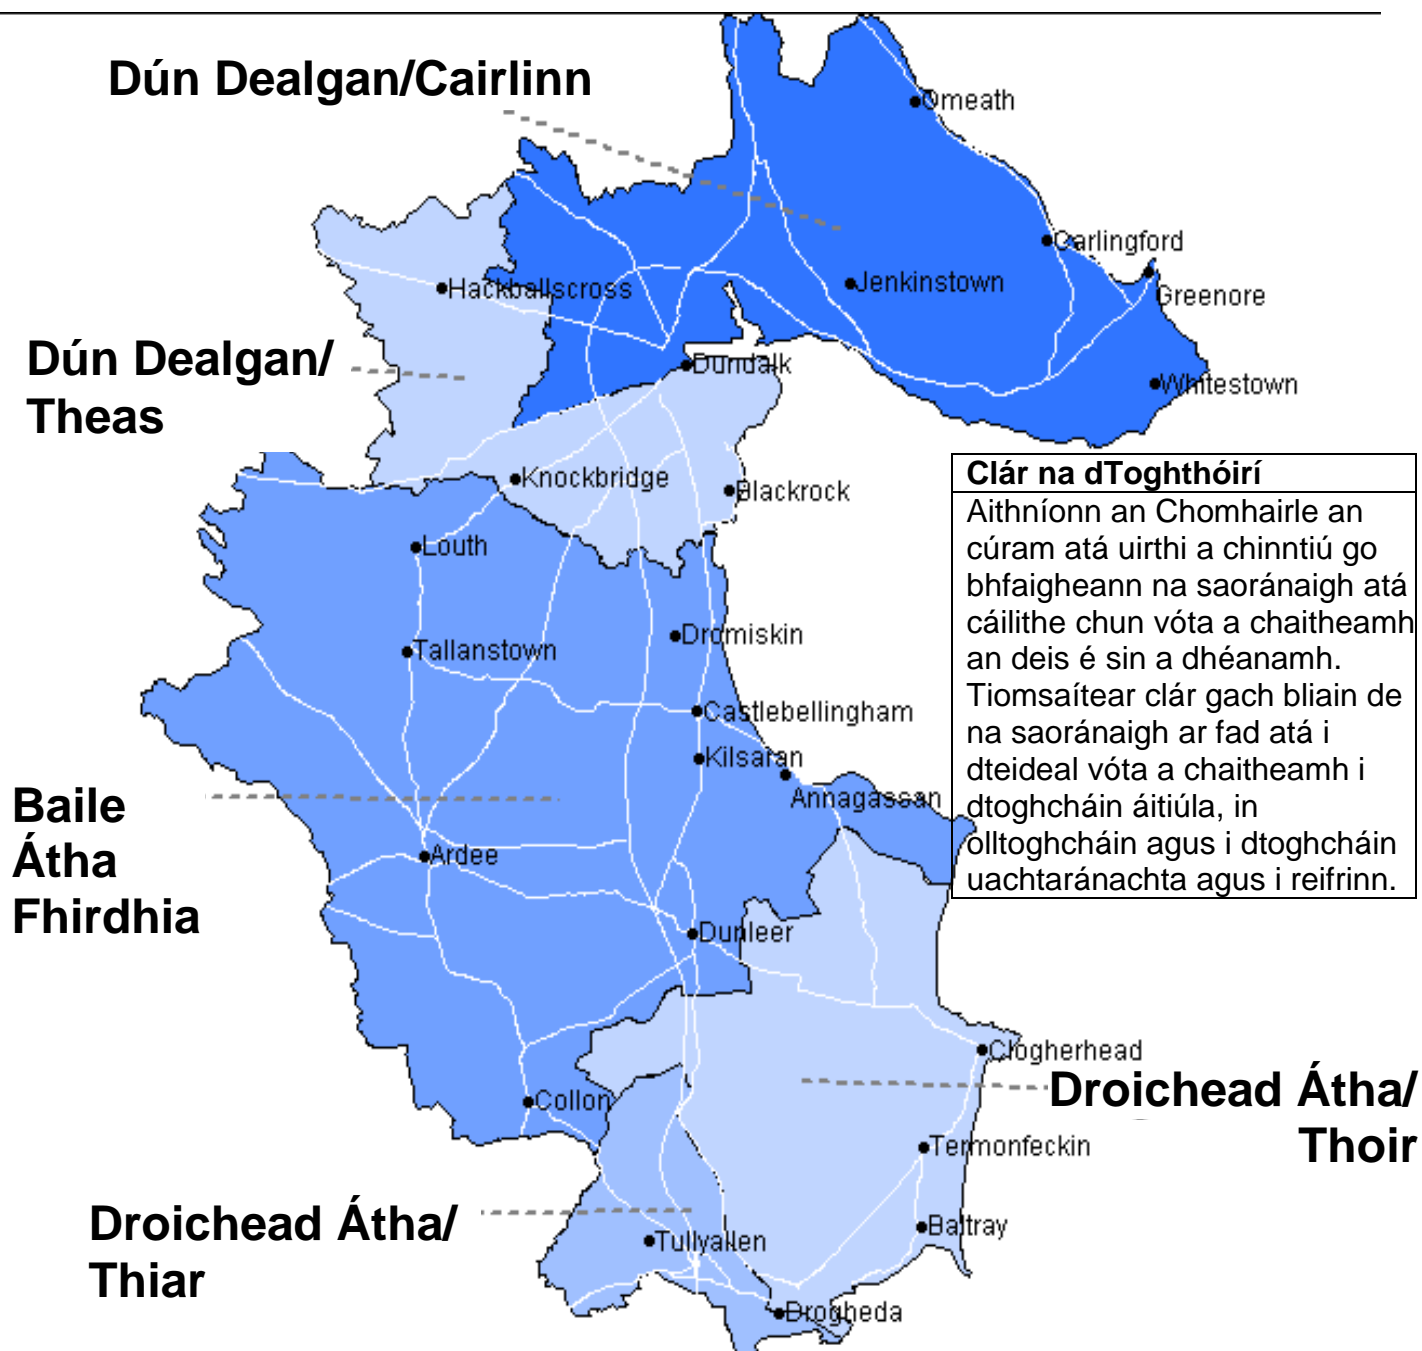 Dún Dealgan/Cairlinn
Omeath
Carlingford
Hackballscross
Jenkinstown
Greenore
Dún Dealgan/
Theas
Dundalk
Whitestown
Knockbridge
Blackrock
Louth
Dromiskin
Tallanstown
Castlebellingham
Kilsaran
Annagassan
Clár na dToghthóirí
Aithníonn an Chomhairle an
cúram atá uirthi a chinntiú go
bhfaigheann na saoránaigh atá
cáilithe chun vóta a chaitheamh
an deis é sin a dhéanamh.
Tiomsaítear clár gach bliain de
na saoránaigh ar fad atá i
dteideal vóta a chaitheamh i
dtoghcháin áitiúla, in
olltoghcháin agus i dtoghcháin
uachtaránachta agus i reifrinn.
Baile
Átha
Fhirdhia
Ardee
Dunleer
Clogherhead
Collon
Droichead Átha/
Thoir
Termonfeckin
Droichead Átha/
Thiar
Baltray
Tullyallen
Drogheda